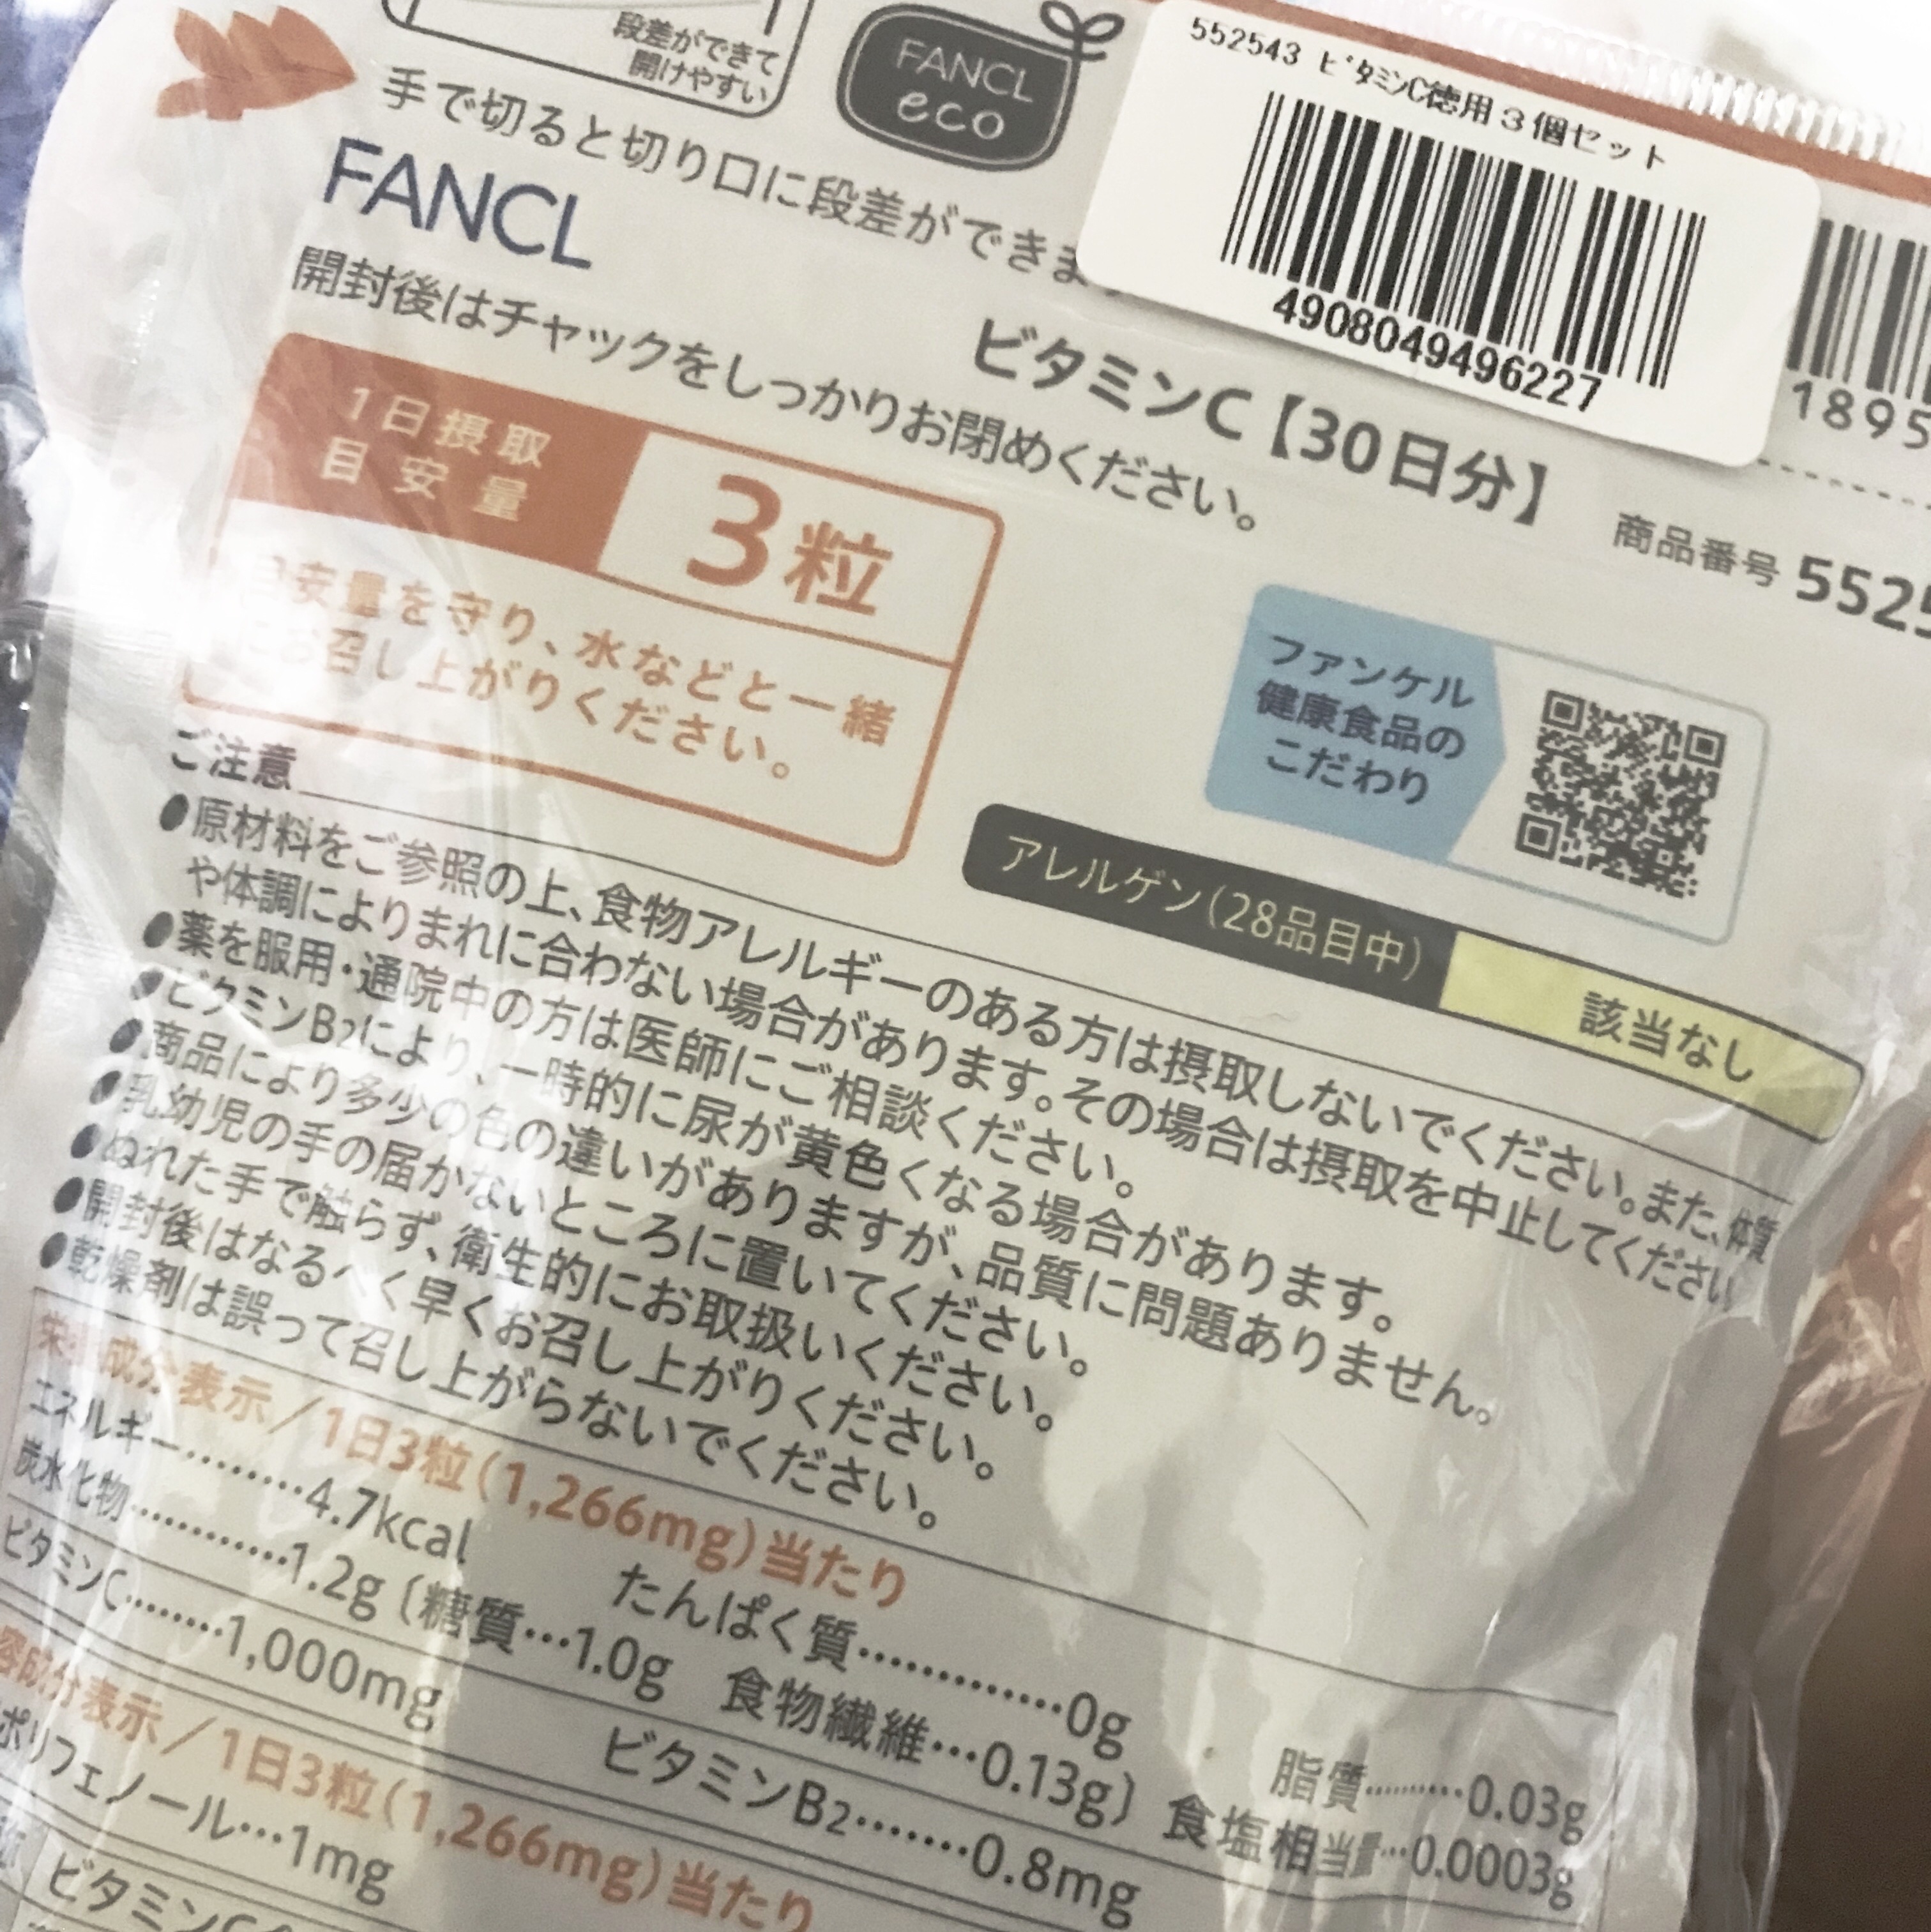 段差ができて
開けやすい
FANCL
eco
552543 ビタミンC徳用3個セット
4908049496227
1895
手で切ると切り口に段差ができま
FANCL
開封後はチャックをしっかりお閉めください。
ビタミンC【30日分】
商品番号 552
1日摂取
目安量
3粒
目安量を守り、水などと一緒
にお召し上がりください。
ファンケル
健康食品の
こだわり
アレルゲン(28品目中)
該当なし
ご注意
●原材料をご参照の上、食物アレルギーのある方は摂取しないでください。また、体質
や体調によりまれに合わない場合があります。その場合は摂取を中止してください
●薬を服用・通院中の方は医師にご相談ください。
●ビタミンB2により、一時的に尿が黄色くなる場合があります。
●商品により多少の色の違いがありますが、品質に問題ありません。
●乳幼児の手の届かないところに置いてください。
●ぬれた手で触らず、衛生的にお取扱いください。
●開封後はなるべく早くお召し上がりください。
●乾燥剤は誤って召し上がらないでください。
栄養成分表示/1日3粒(1,266mg)当たり
エネルギー………4.7kcal たんぱく質…………0g 脂質………0.03g
炭水化物…………1.2g〔糖質…1.0g 食物繊維…0.13g〕食塩相当量…0.0003g
ビタミンC………1,000mg ビタミンB2………0.8mg
容成分表示/1日3粒(1,266mg)当たり
ポリフェノール…1mg
ビタミンC